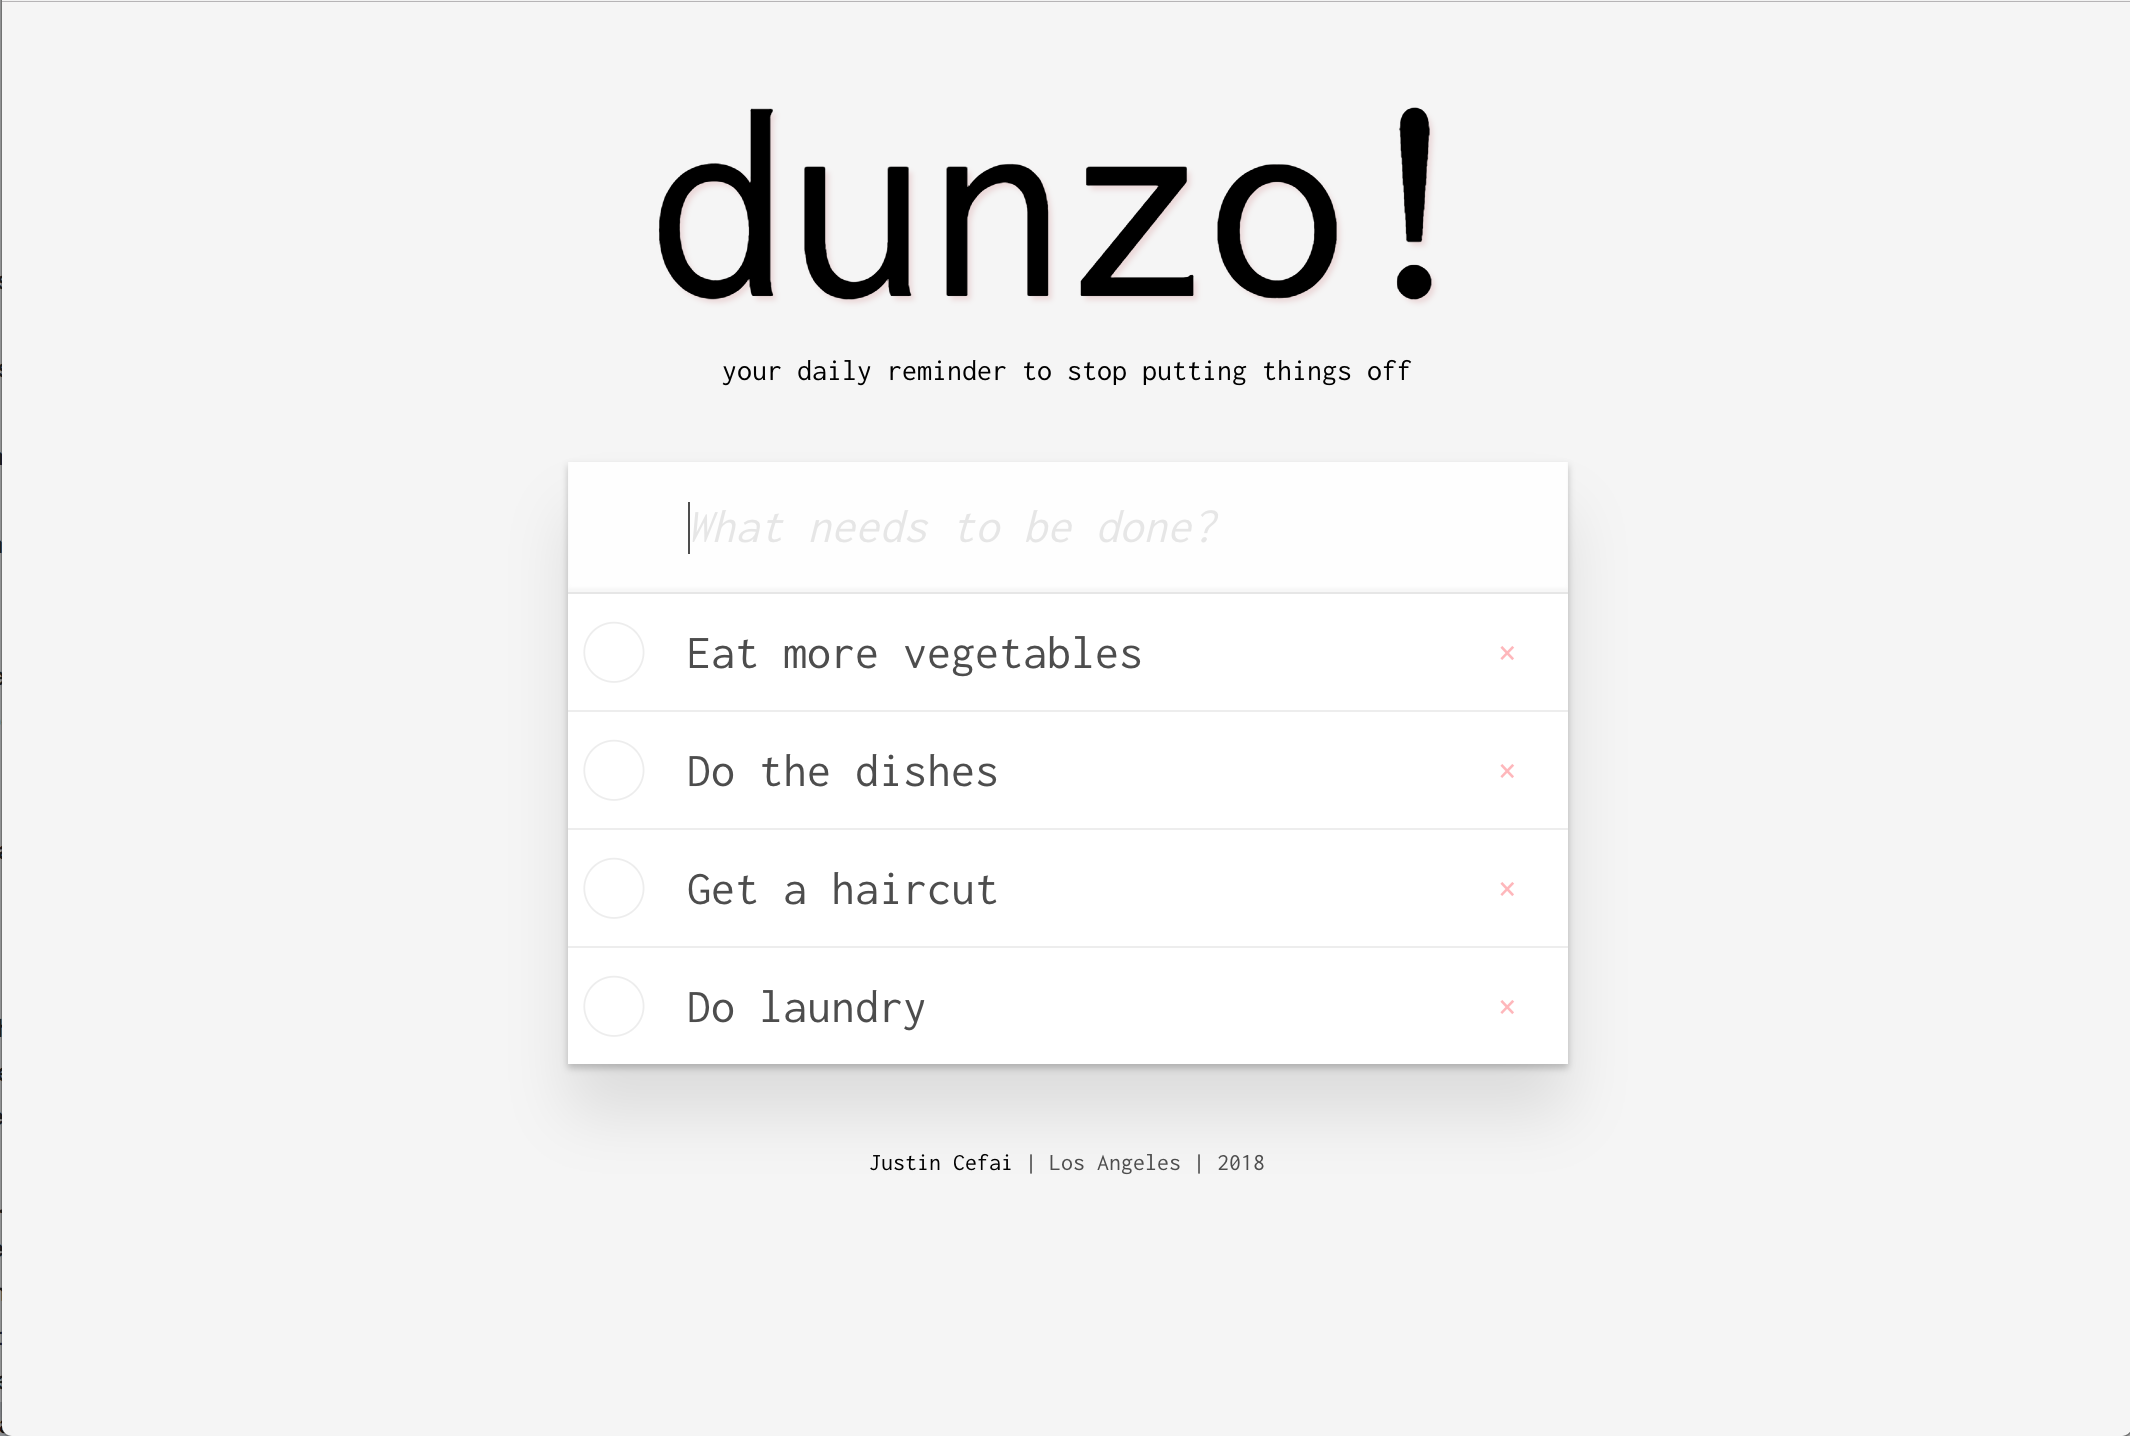 dunzo!
your daily reminder to stop putting things off
What needs to be done?
Eat more vegetables ×
Do the dishes ×
Get a haircut ×
Do laundry ×
Justin Cefai | Los Angeles | 2018